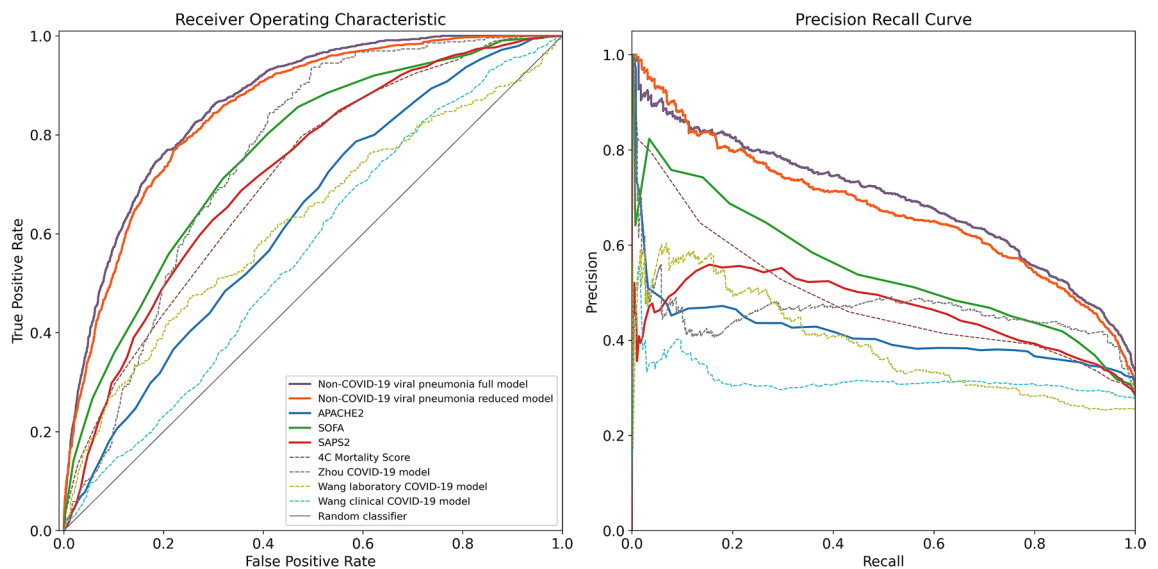 Receiver Operating Characteristic
1.0
0.8
0.6
0.4
0.2
0.0
True Positive Rate
0.0
0.2
0.4
0.6
0.8
1.0
False Positive Rate
Non-COVID-19 viral pneumonia full model
Non-COVID-19 viral pneumonia reduced model
APACHE2
SOFA
SAPS2
4C Mortality Score
Zhou COVID-19 model
Wang laboratory COVID-19 model
Wang clinical COVID-19 model
Random classifier
Precision Recall Curve
1.0
0.8
0.6
0.4
0.2
0.0
Precision
0.0
0.2
0.4
0.6
0.8
1.0
Recall